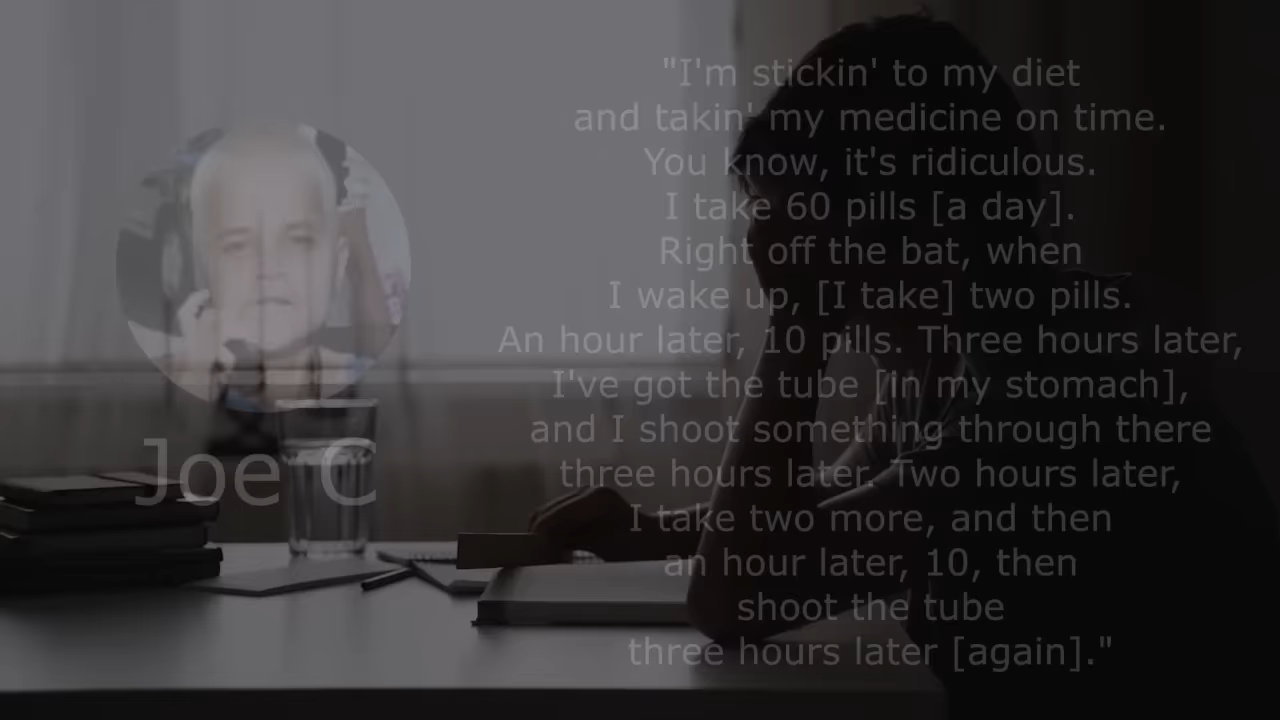 "I'm stickin' to my diet
and takin' my medicine on time.
You know, it's ridiculous.
I take 60 pills [a day].
Right off the bat, when
I wake up, [I take] two pills.
An hour later, 10 pills. Three hours later,
I've got the tube [in my stomach],
and I shoot something through there
three hours later. Two hours later,
I take two more, and then
an hour later, 10, then
shoot the tube
three hours later [again]."
Joe C